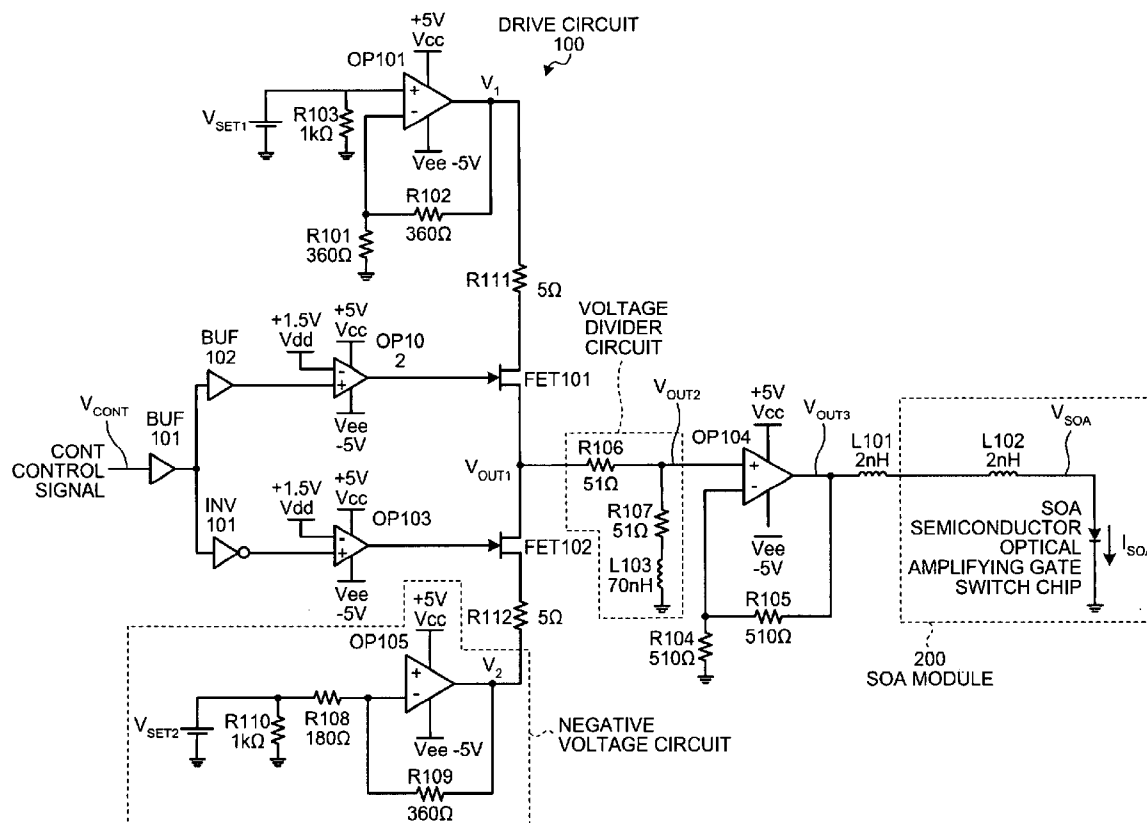 DRIVE CIRCUIT
100
+5V
Vcc
OP101
V1
+
-
VSET1
R103
1kΩ
Vee -5V
R102
360Ω
R101
360Ω
R111
5Ω
VOLTAGE
DIVIDER
CIRCUIT
+1.5V
Vdd
+5V
Vcc
OP10
2
BUF
102
-
+
FET101
Vee
-5V
VCONT
BUF
101
CONT
CONTROL
SIGNAL
VOUT1
R106
51Ω
VOUT2
+5V
Vcc
OP104
VOUT3
+
-
L101
2nH
L102
2nH
VSOA
R107
51Ω
L103
70nH
Vee
-5V
SOA
SEMICONDUCTOR
OPTICAL
AMPLIFYING GATE
SWITCH CHIP
ISOA
INV
101
+1.5V
Vdd
+5V
Vcc
OP103
-
+
FET102
Vee
-5V
R105
510Ω
R104
510Ω
200
SOA MODULE
R112
5Ω
+5V
Vcc
OP105
V2
+
-
VSET2
R110
1kΩ
R108
180Ω
Vee -5V
R109
360Ω
NEGATIVE
VOLTAGE CIRCUIT